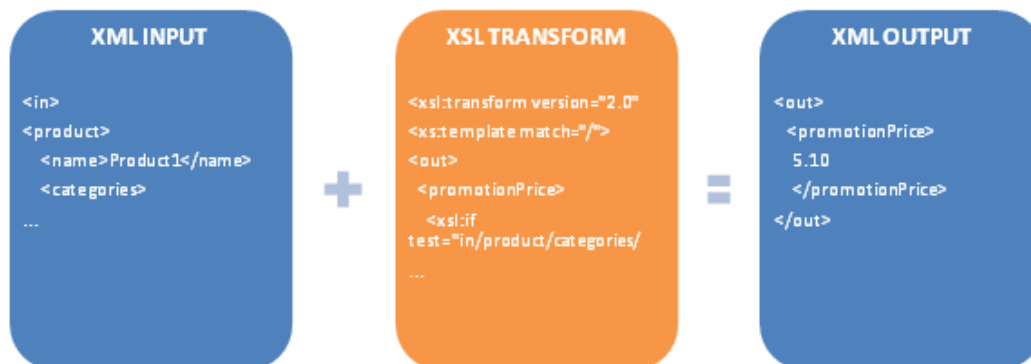 XML INPUT
<in>
<product>
<name>Product1</name>
<categories>
...
+
XSL TRANSFORM
<xsl:transform version="2.0"
<xs:template match="/">
<out>
<promotionPrice>
<xsl:if
test="in/product/categories/
...
=
XML OUTPUT
<out>
<promotionPrice>
5.10
</promotionPrice>
</out>